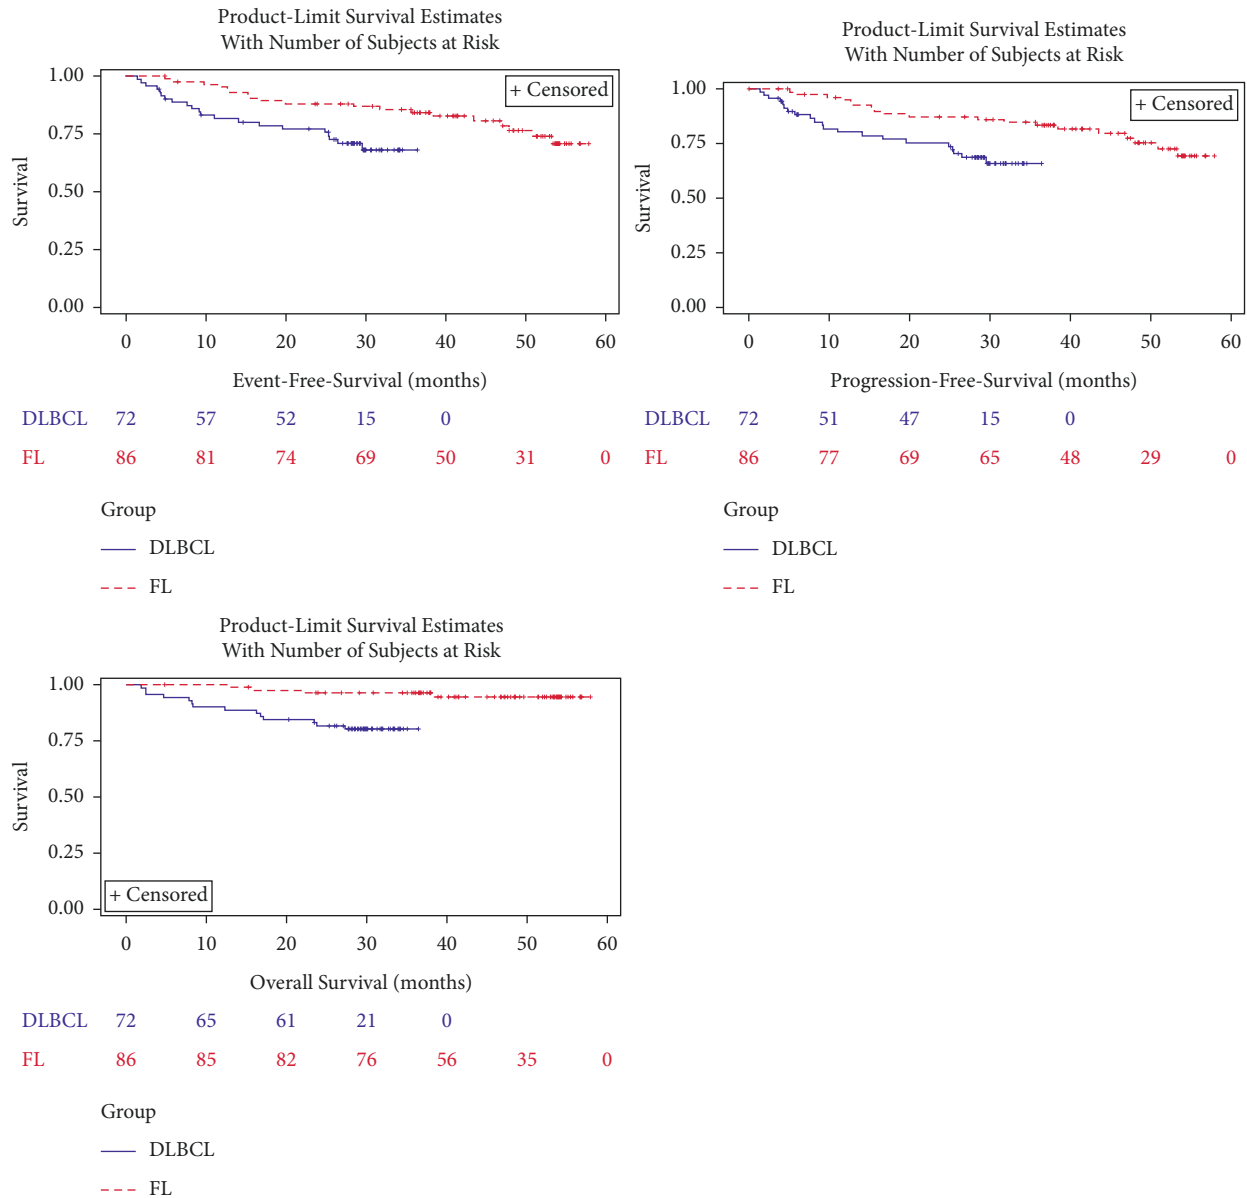 Product-Limit Survival Estimates
With Number of Subjects at Risk
+ Censored
1.00
0.75
0.50
0.25
0.00
Survival
0 10 20 30 40 50 60
Event-Free-Survival (months)
DLBCL 72 57 52 15 0
FL 86 81 74 69 50 31 0
Group
DLBCL
FL
Product-Limit Survival Estimates
With Number of Subjects at Risk
+ Censored
1.00
0.75
0.50
0.25
0.00
Survival
0 10 20 30 40 50 60
Progression-Free-Survival (months)
DLBCL 72 51 47 15 0
FL 86 77 69 65 48 29 0
Group
DLBCL
FL
Product-Limit Survival Estimates
With Number of Subjects at Risk
1.00
0.75
0.50
0.25
0.00
Survival
+ Censored
0 10 20 30 40 50 60
Overall Survival (months)
DLBCL 72 65 61 21 0
FL 86 85 82 76 56 35 0
Group
DLBCL
FL